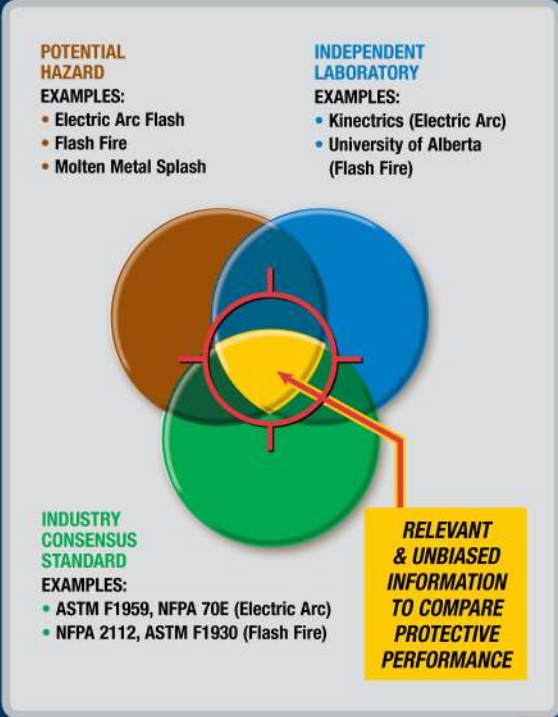 POTENTIAL
HAZARD
EXAMPLES:
• Electric Arc Flash
• Flash Fire
• Molten Metal Splash
INDEPENDENT
LABORATORY
EXAMPLES:
• Kinectrics (Electric Arc)
• University of Alberta
(Flash Fire)
INDUSTRY
CONSENSUS
STANDARD
EXAMPLES:
• ASTM F1959, NFPA 70E (Electric Arc)
• NFPA 2112, ASTM F1930 (Flash Fire)
RELEVANT
& UNBIASED
INFORMATION
TO COMPARE
PROTECTIVE
PERFORMANCE